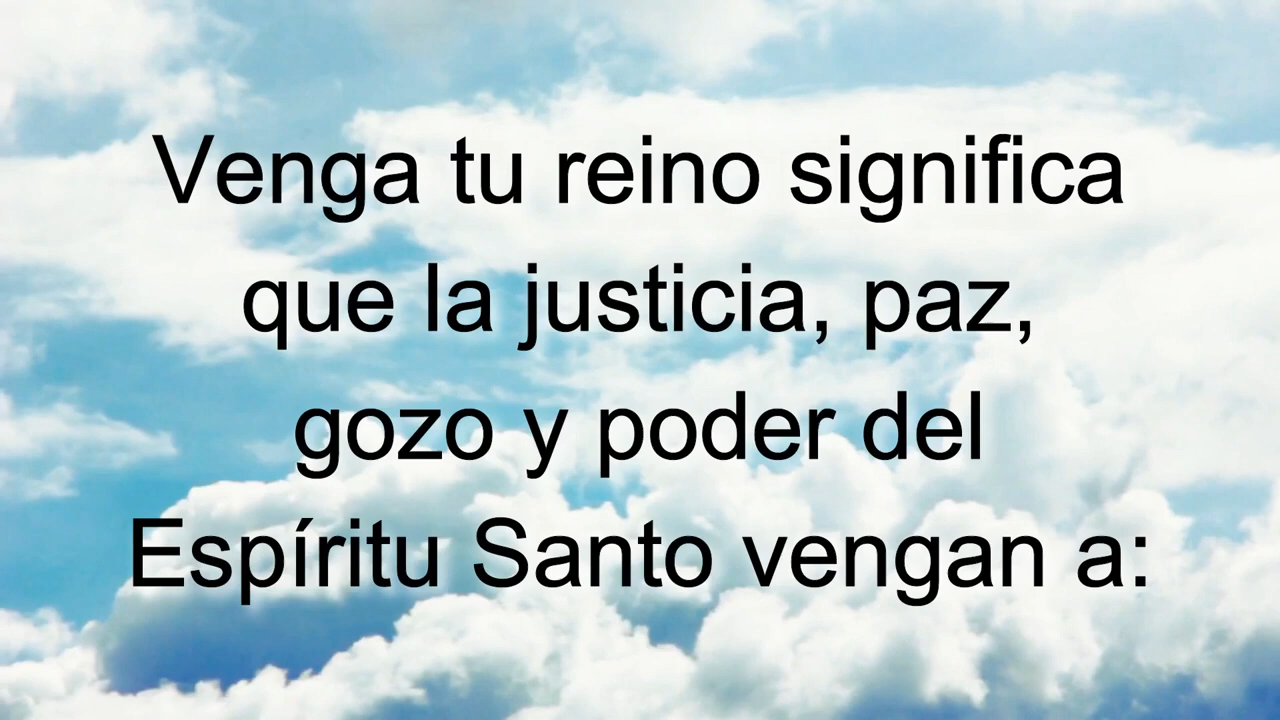 Venga tu reino significa
que la justicia, paz,
gozo y poder del
Espíritu Santo vengan a: